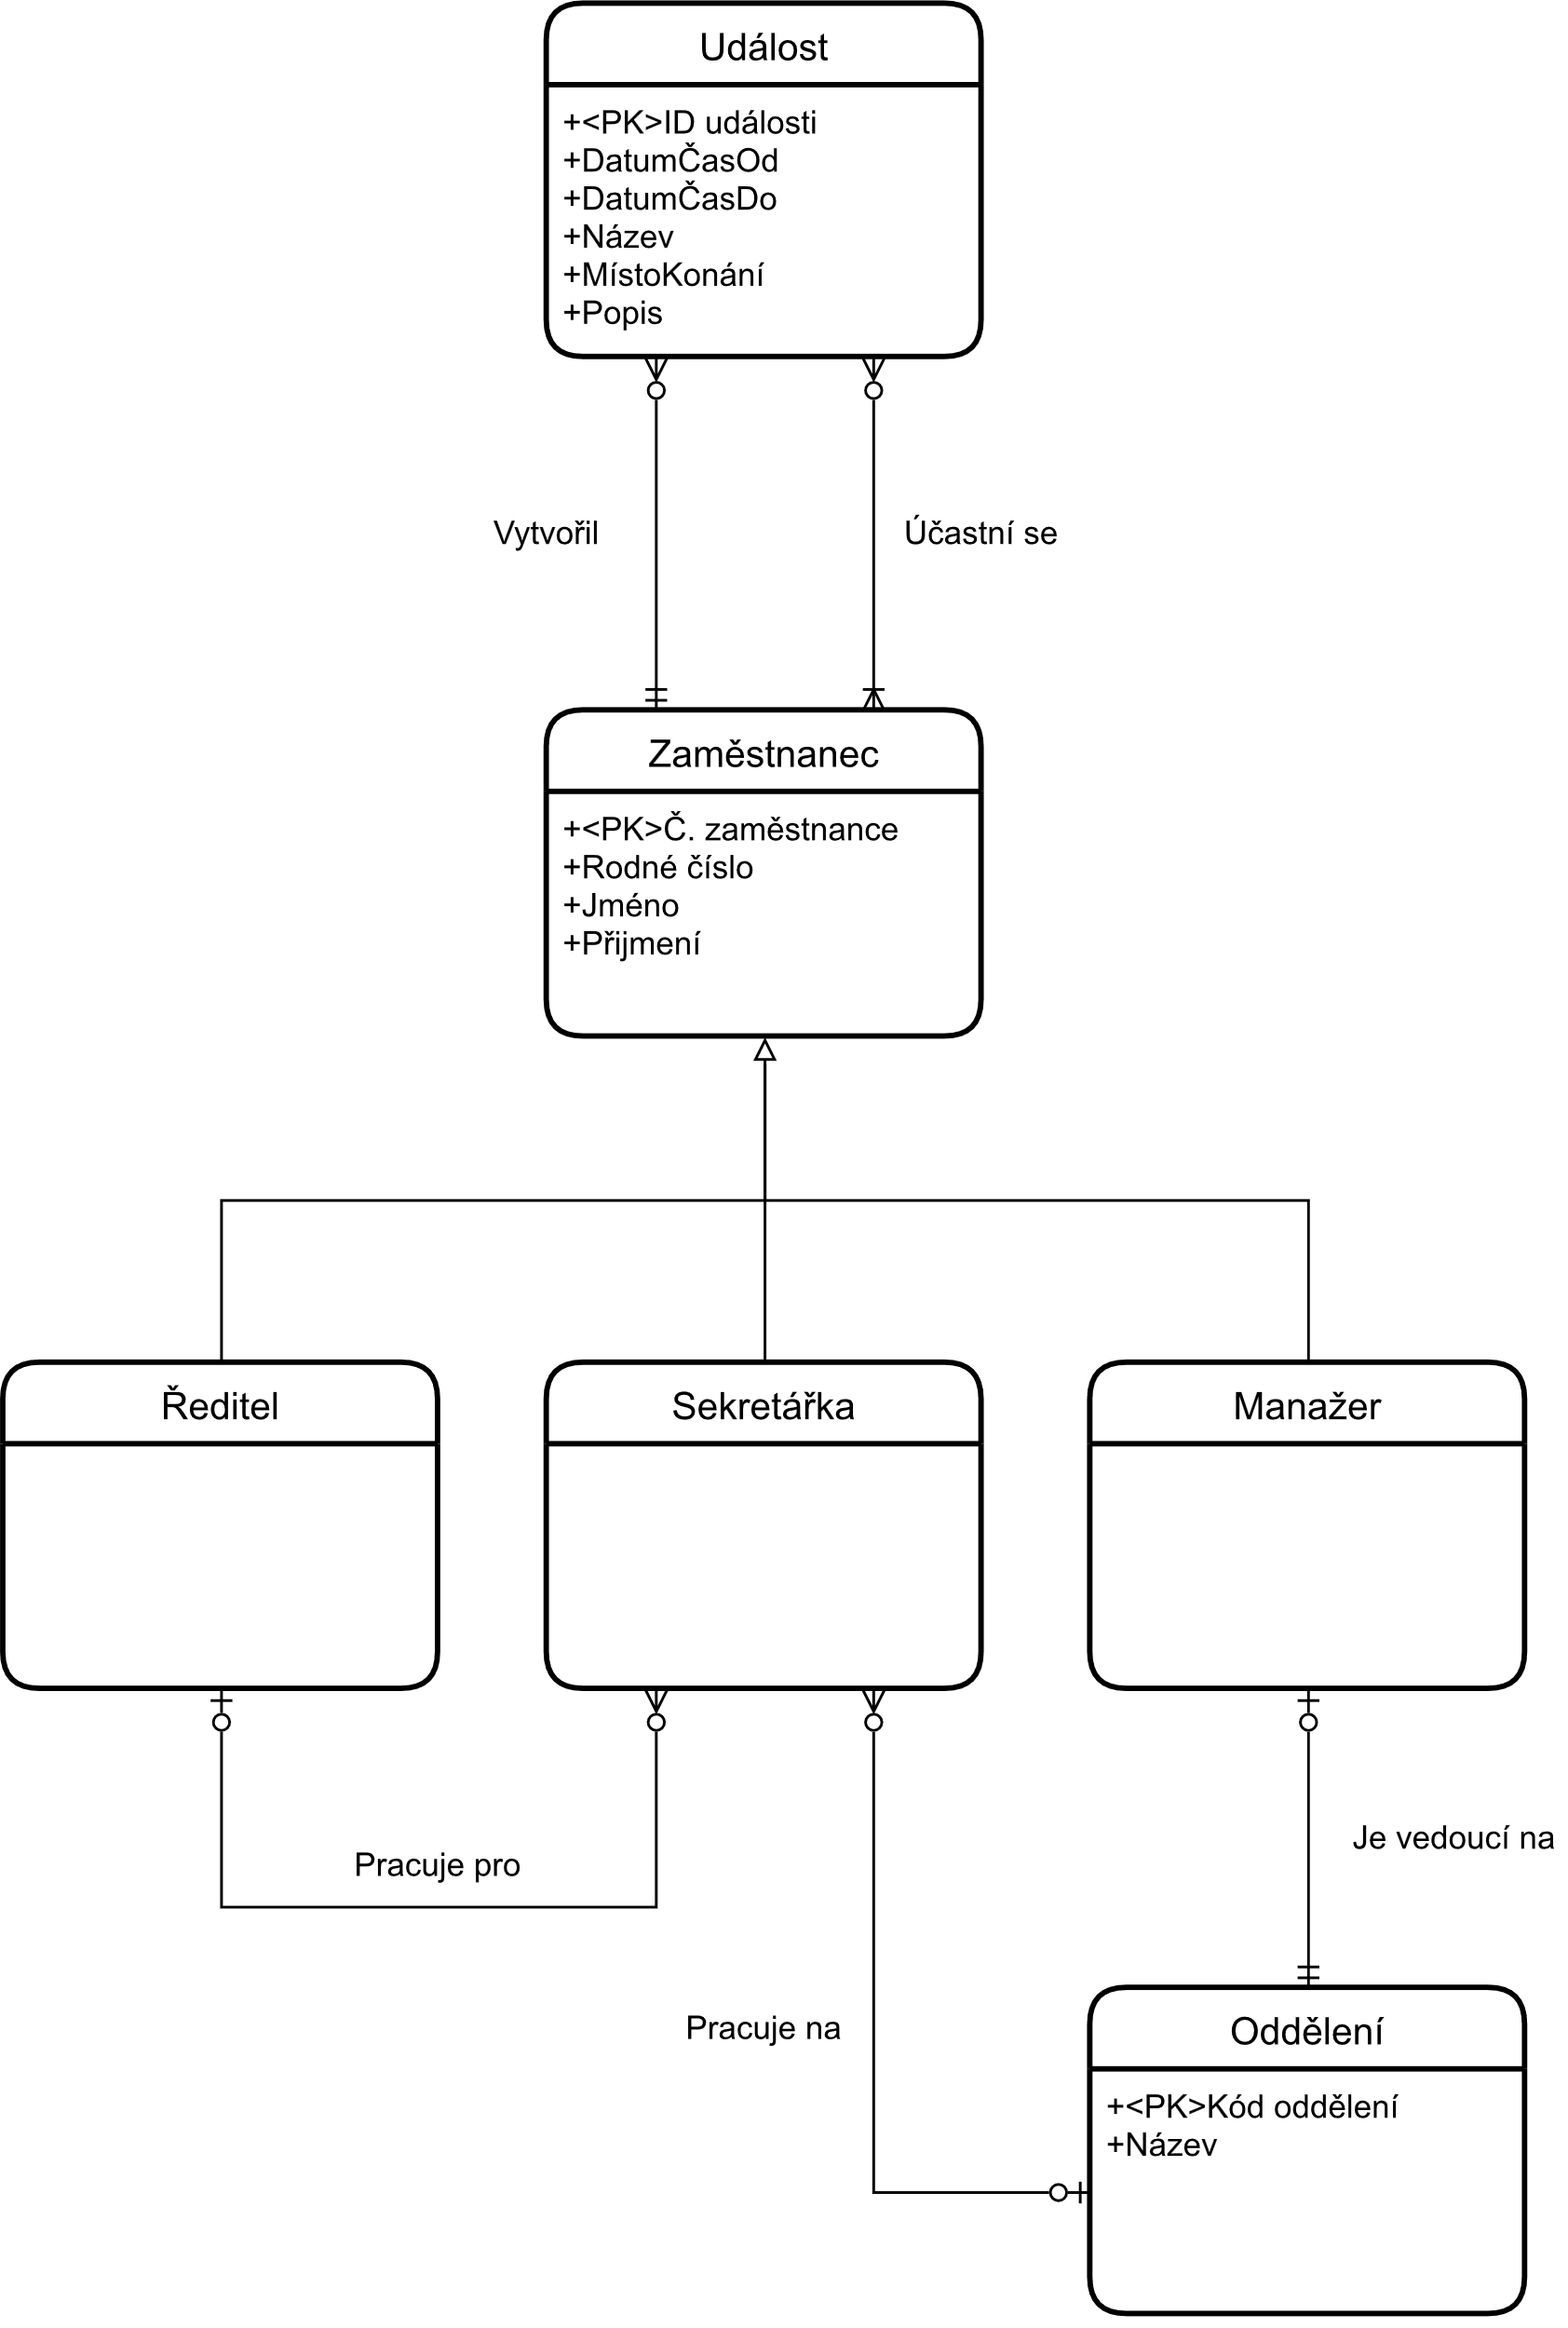 Událost
+<PK>ID události
+DatumČasOd
+DatumČasDo
+Název
+MístoKonání
+Popis
Vytvořil
Účastní se
Zaměstnanec
+<PK>Č. zaměstnance
+Rodné číslo
+Jméno
+Přijmení
Ředitel
Sekretářka
Manažer
Je vedoucí na
Pracuje pro
Pracuje na
Oddělení
+<PK>Kód oddělení
+Název